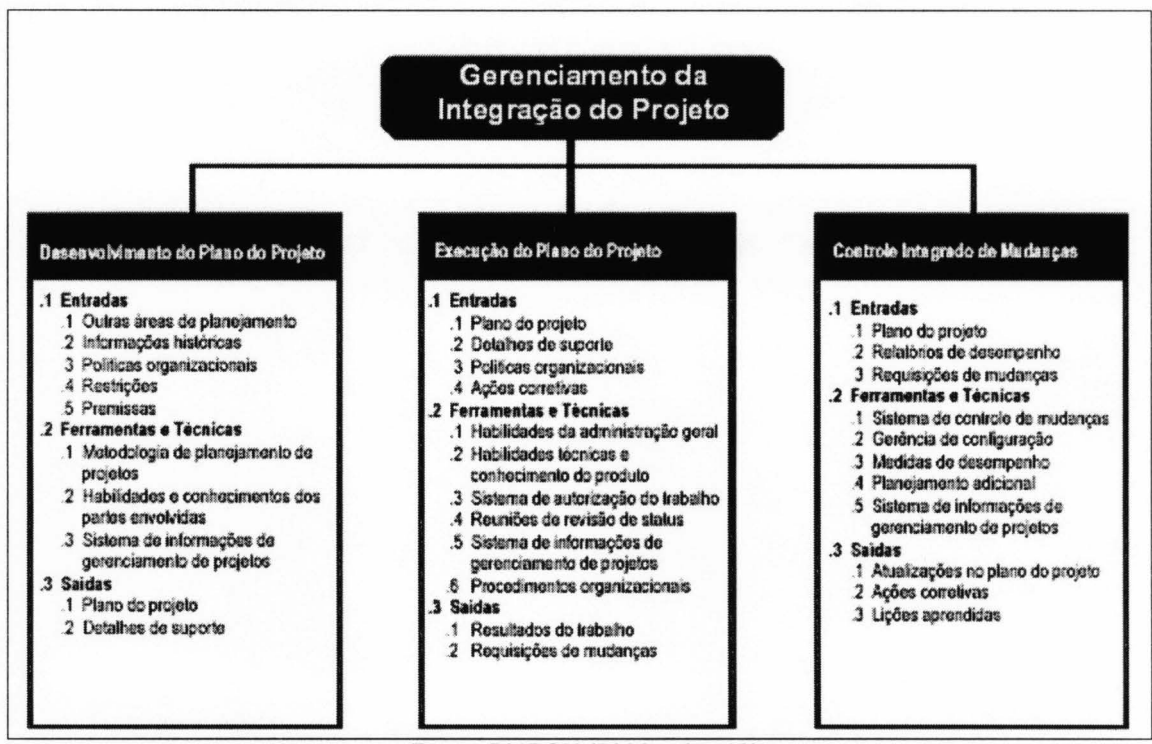 Gerenciamento da
Integração do Projeto
Desenvolvimento do Plano do Projeto
.1 Entradas
.1 Outras áreas de planejamento
.2 Informações históricas
.3 Políticas organizacionais
.4 Restrições
.5 Premissas
.2 Ferramentas e Técnicas
.1 Metodologia de planejamento de
projetos
.2 Habilidades e conhecimentos dos
partes envolvidas
.3 Sistema de informações de
gerenciamento de projetos
.3 Saídas
.1 Plano do projeto
.2 Detalhes de suporte
Execução do Plano do Projeto
.1 Entradas
.1 Plano do projeto
.2 Detalhes de suporte
.3 Políticas organizacionais
.4 Ações corretivas
.2 Ferramentas e Técnicas
.1 Habilidades da administração geral
.2 Habilidades técnicas e
conhecimento do produto
.3 Sistema de autorização do trabalho
.4 Reuniões de revisão de status
.5 Sistema de informações de
gerenciamento de projetos
.6 Procedimentos organizacionais
.3 Saídas
.1 Resultados do trabalho
.2 Requisições de mudanças
Controle Integrado de Mudanças
.1 Entradas
.1 Plano do projeto
.2 Relatórios de desempenho
.3 Requisições de mudanças
.2 Ferramentas e Técnicas
.1 Sistema de controle de mudanças
.2 Gerência de configuração
.3 Medidas de desempenho
.4 Planejamento adicional
.5 Sistema de informações de
gerenciamento de projetos
.3 Saídas
.1 Atualizações no plano do projeto
.2 Ações corretivas
.3 Lições aprendidas